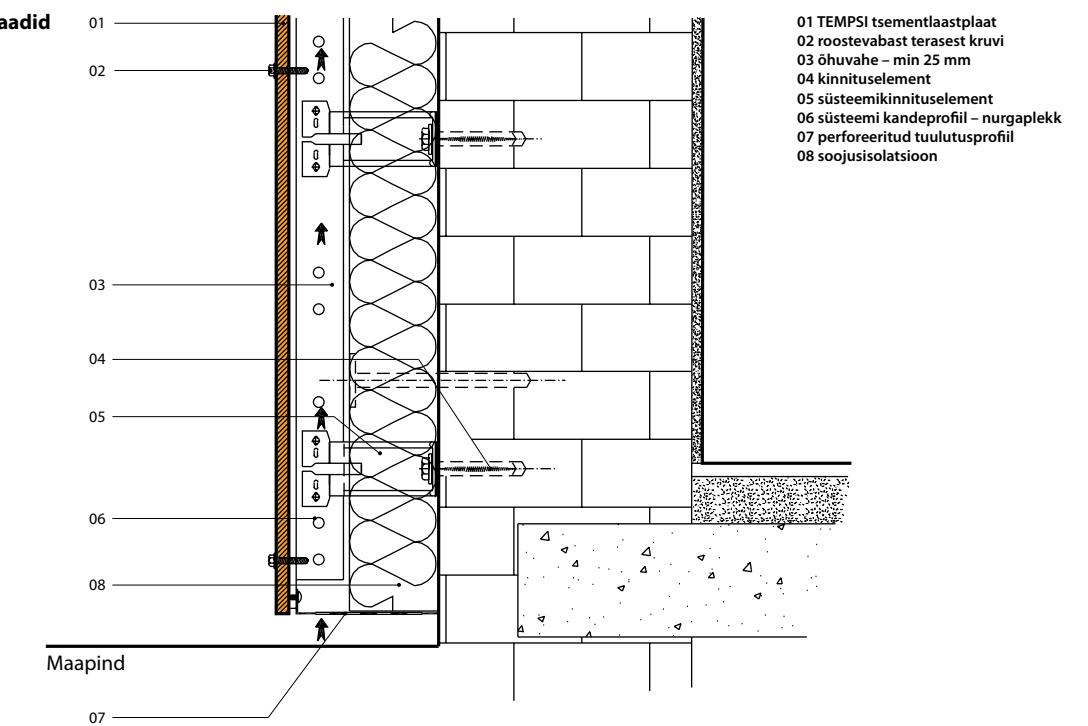 aadid
01
02
03
04
05
06
08
Maapind
07
01 TEMPSI tsementlaastplaat
02 roostevabast terasest kruvi
03 õhuvahe – min 25 mm
04 kinnituselement
05 süsteemikinnituselement
06 süsteemi kandeprofiil – nurgaplekk
07 perforeeritud tuulutusprofiil
08 soojusisolatsioon